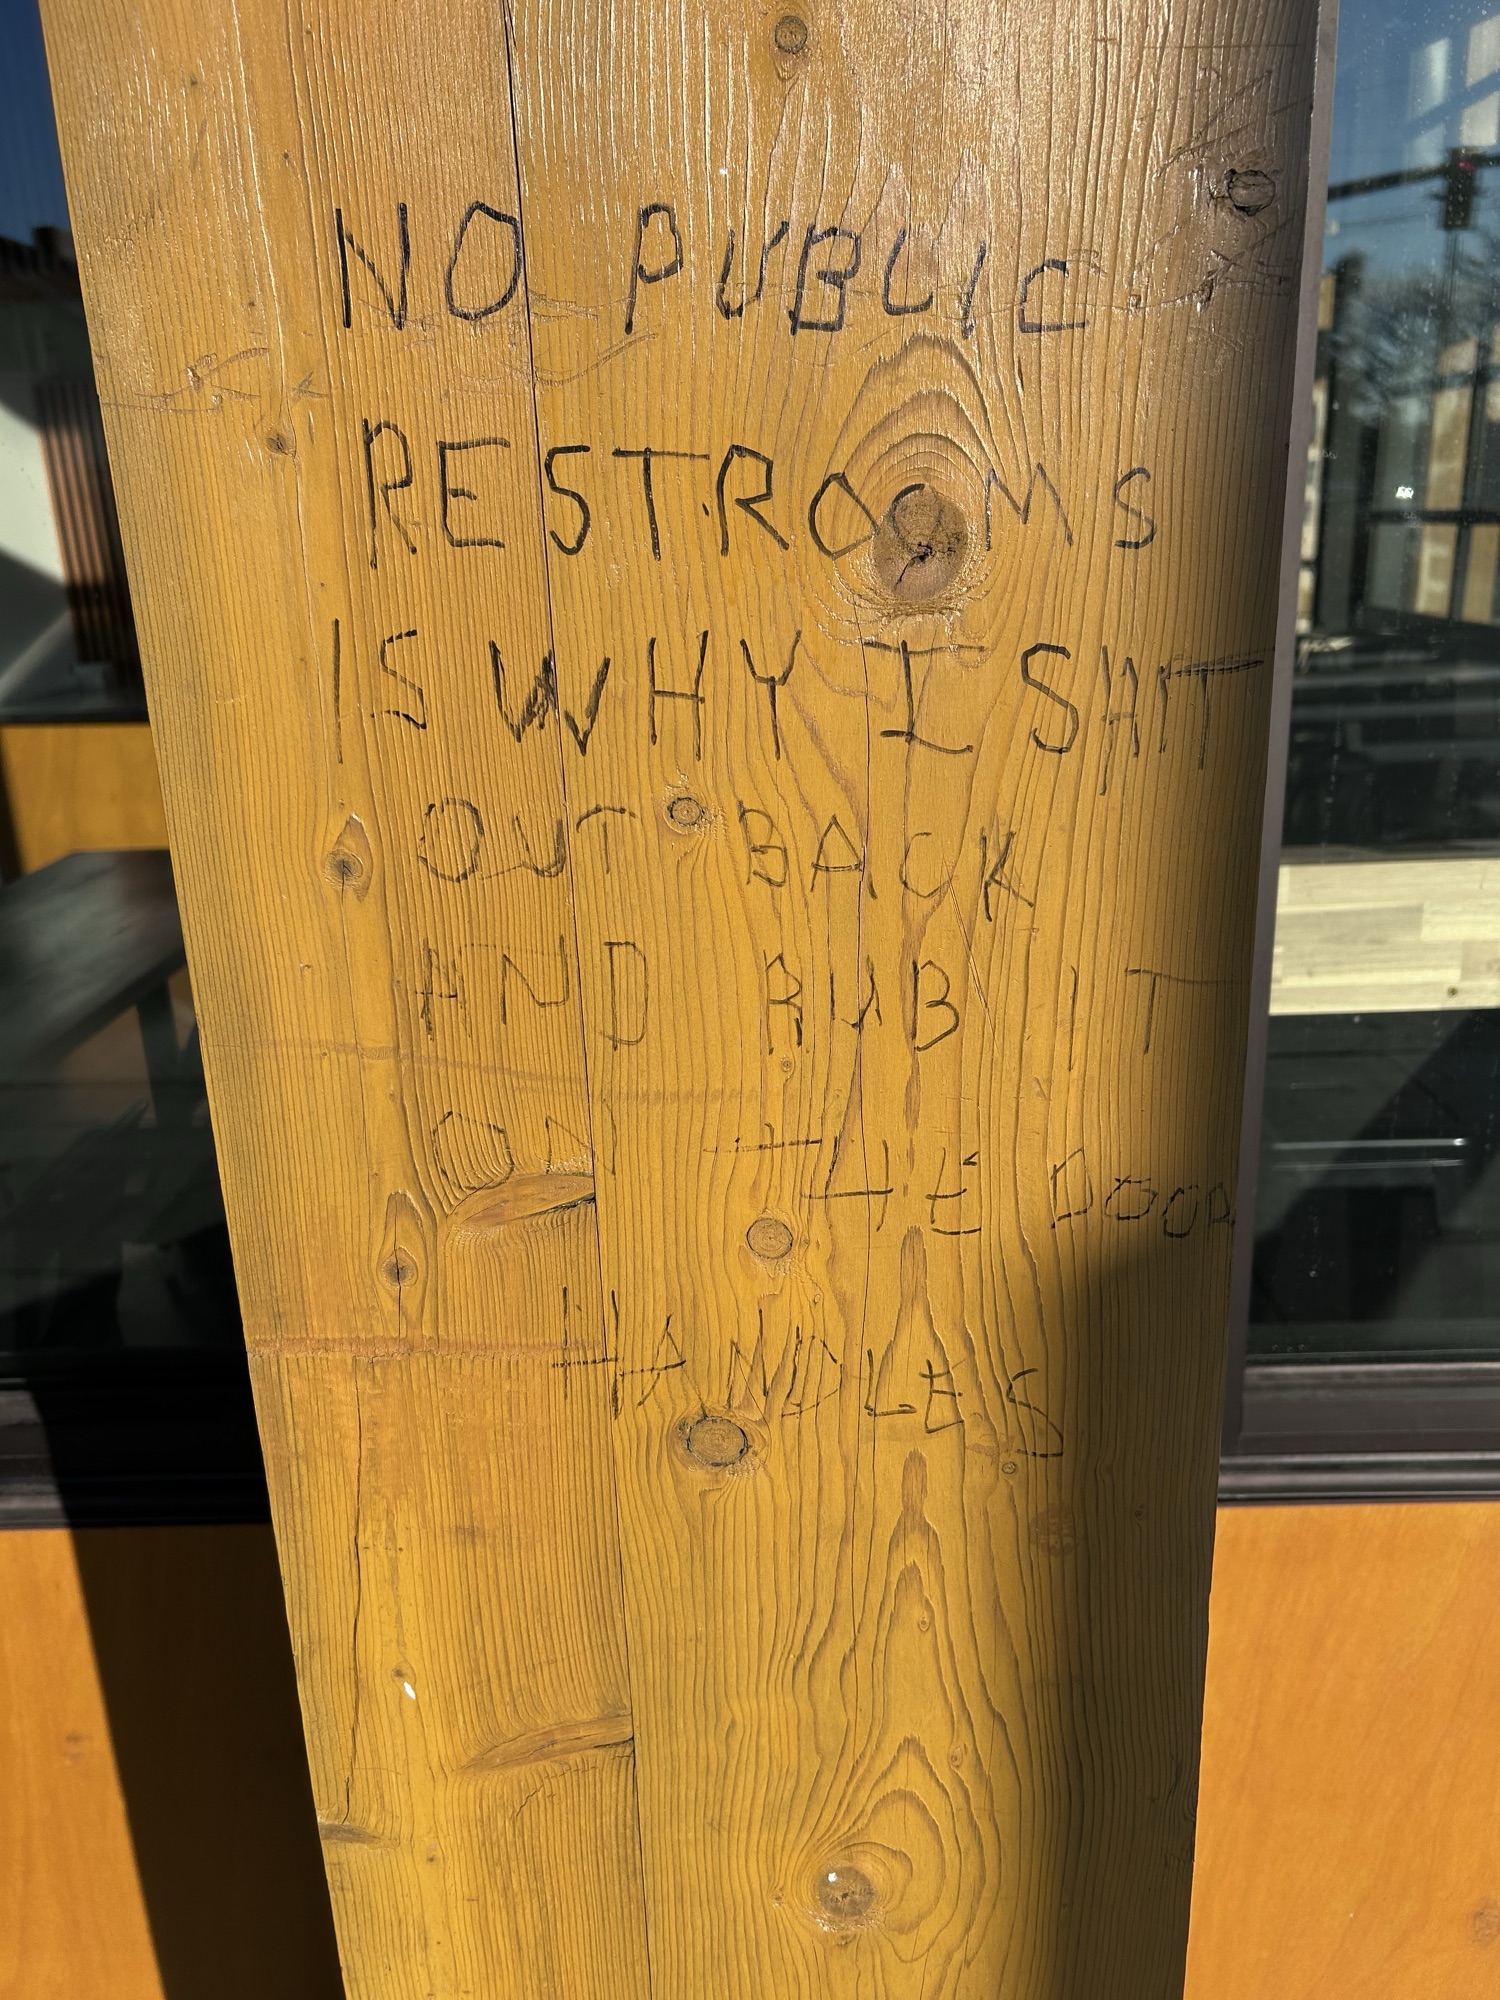 NO PUBLIC
RESTROOMS
IS WHY I SHIT
OUT BACK
AND RUB IT
ON THE DOOR
HANDLES